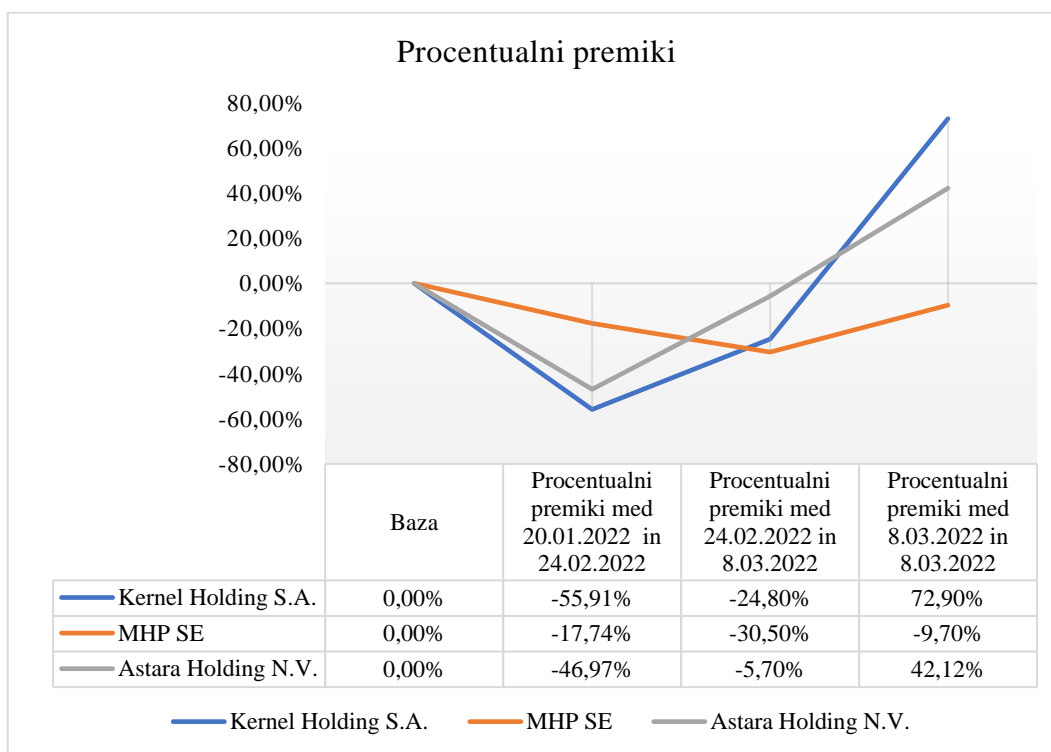 Procentualni premiki
80,00%
60,00%
40,00%
20,00%
0,00%
-20,00%
-40,00%
-60,00%
-80,00%
Baza
Procentualni
premiki med
20.01.2022 in
24.02.2022
Procentualni
premiki med
24.02.2022 in
8.03.2022
Procentualni
premiki med
8.03.2022 in
8.03.2022
Kernel Holding S.A. 0,00% -55,91% -24,80% 72,90%
MHP SE 0,00% -17,74% -30,50% -9,70%
Astara Holding N.V. 0,00% -46,97% -5,70% 42,12%
Kernel Holding S.A. MHP SE Astara Holding N.V.